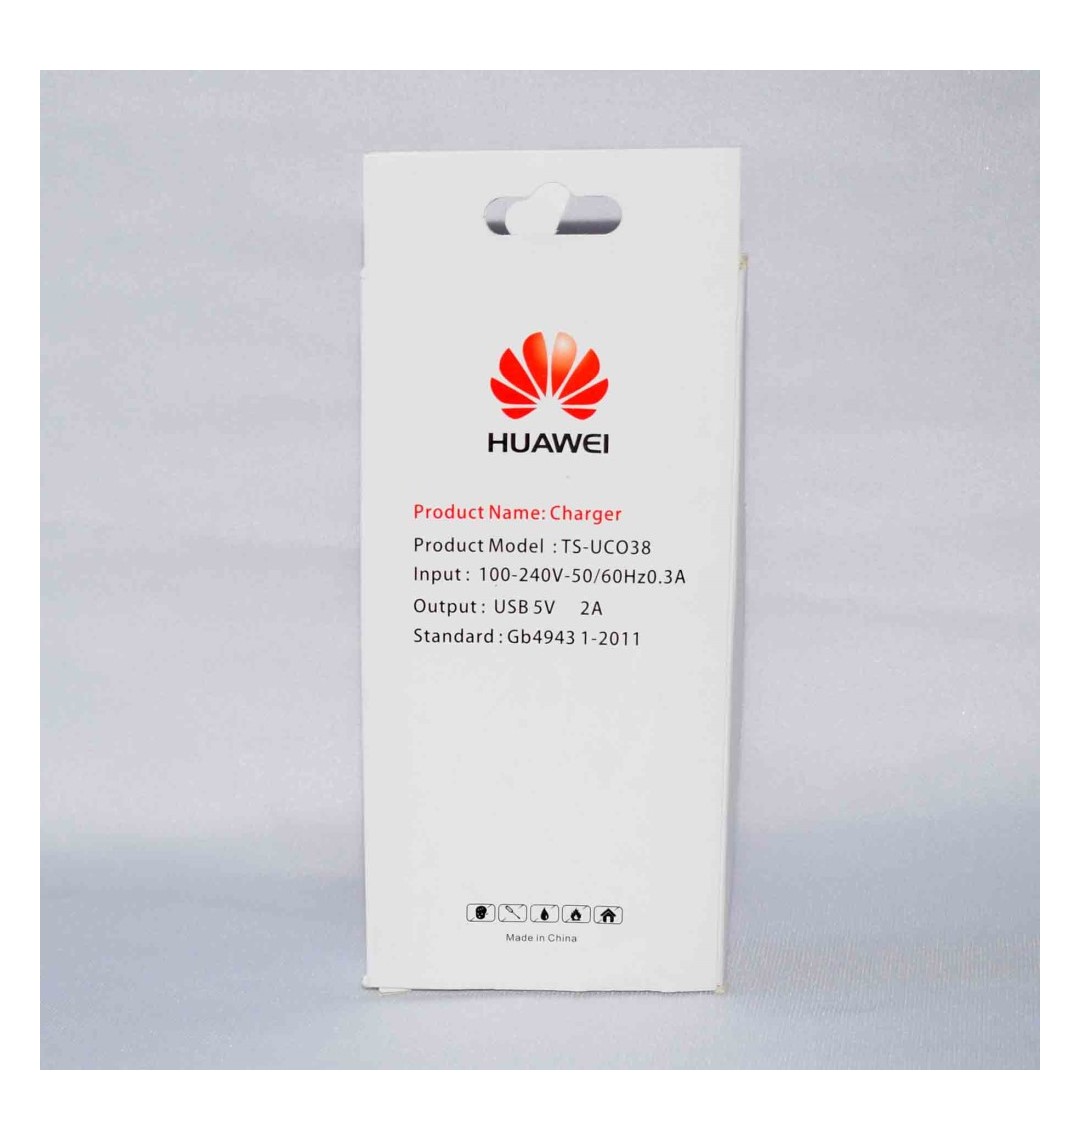 HUAWEI
Product Name: Charger
Product Model : TS-UCO38
Input : 100-240V-50/60Hz0.3A
Output : USB 5V 2A
Standard : Gb4943 1-2011
Made in China